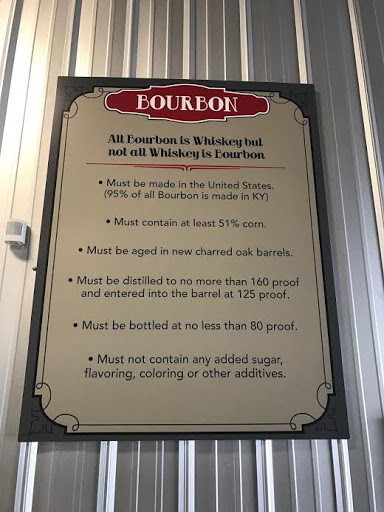 BOURBON
All Bourbon is Whiskey but
not all Whiskey is Bourbon
• Must be made in the United States.
(95% of all Bourbon is made in KY)
• Must contain at least 51% corn.
• Must be aged in new charred oak barrels.
• Must be distilled to no more than 160 proof
and entered into the barrel at 125 proof.
• Must be bottled at no less than 80 proof.
• Must not contain any added sugar,
flavoring, coloring or other additives.